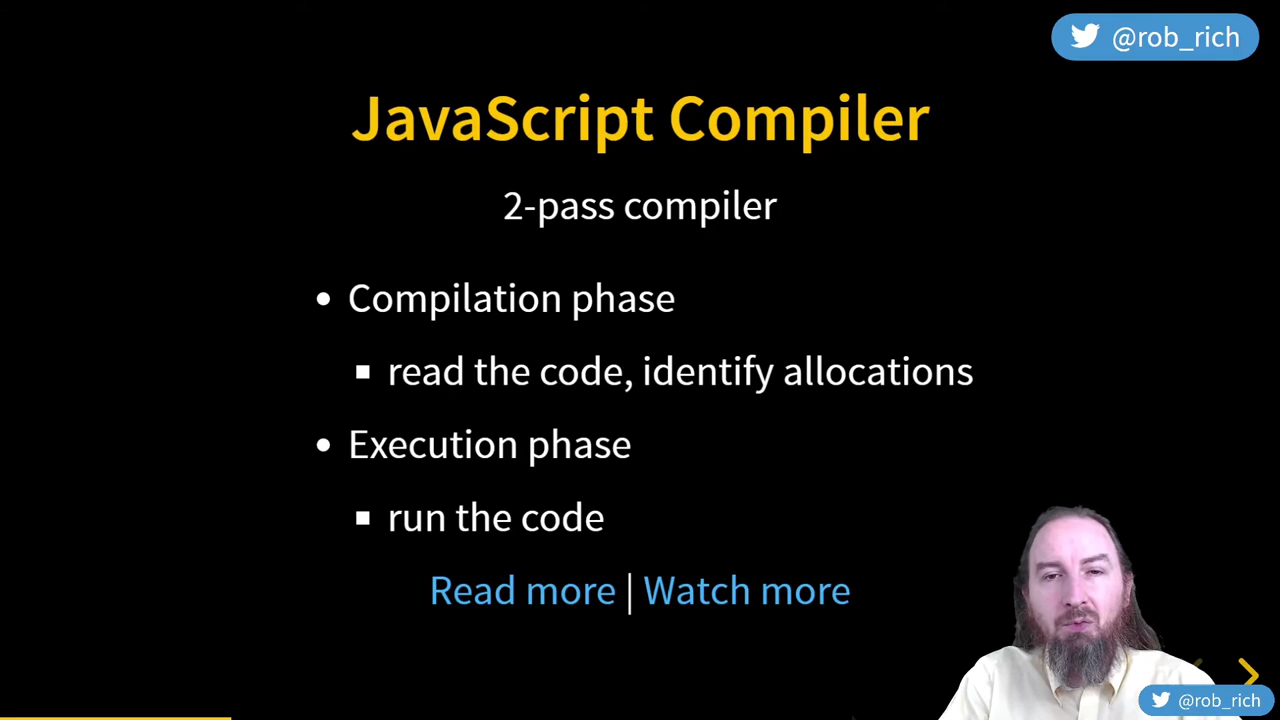 @rob_rich
JavaScript Compiler
2-pass compiler
• Compilation phase
▪ read the code, identify allocations
• Execution phase
▪ run the code
Read more | Watch more
@rob_rich